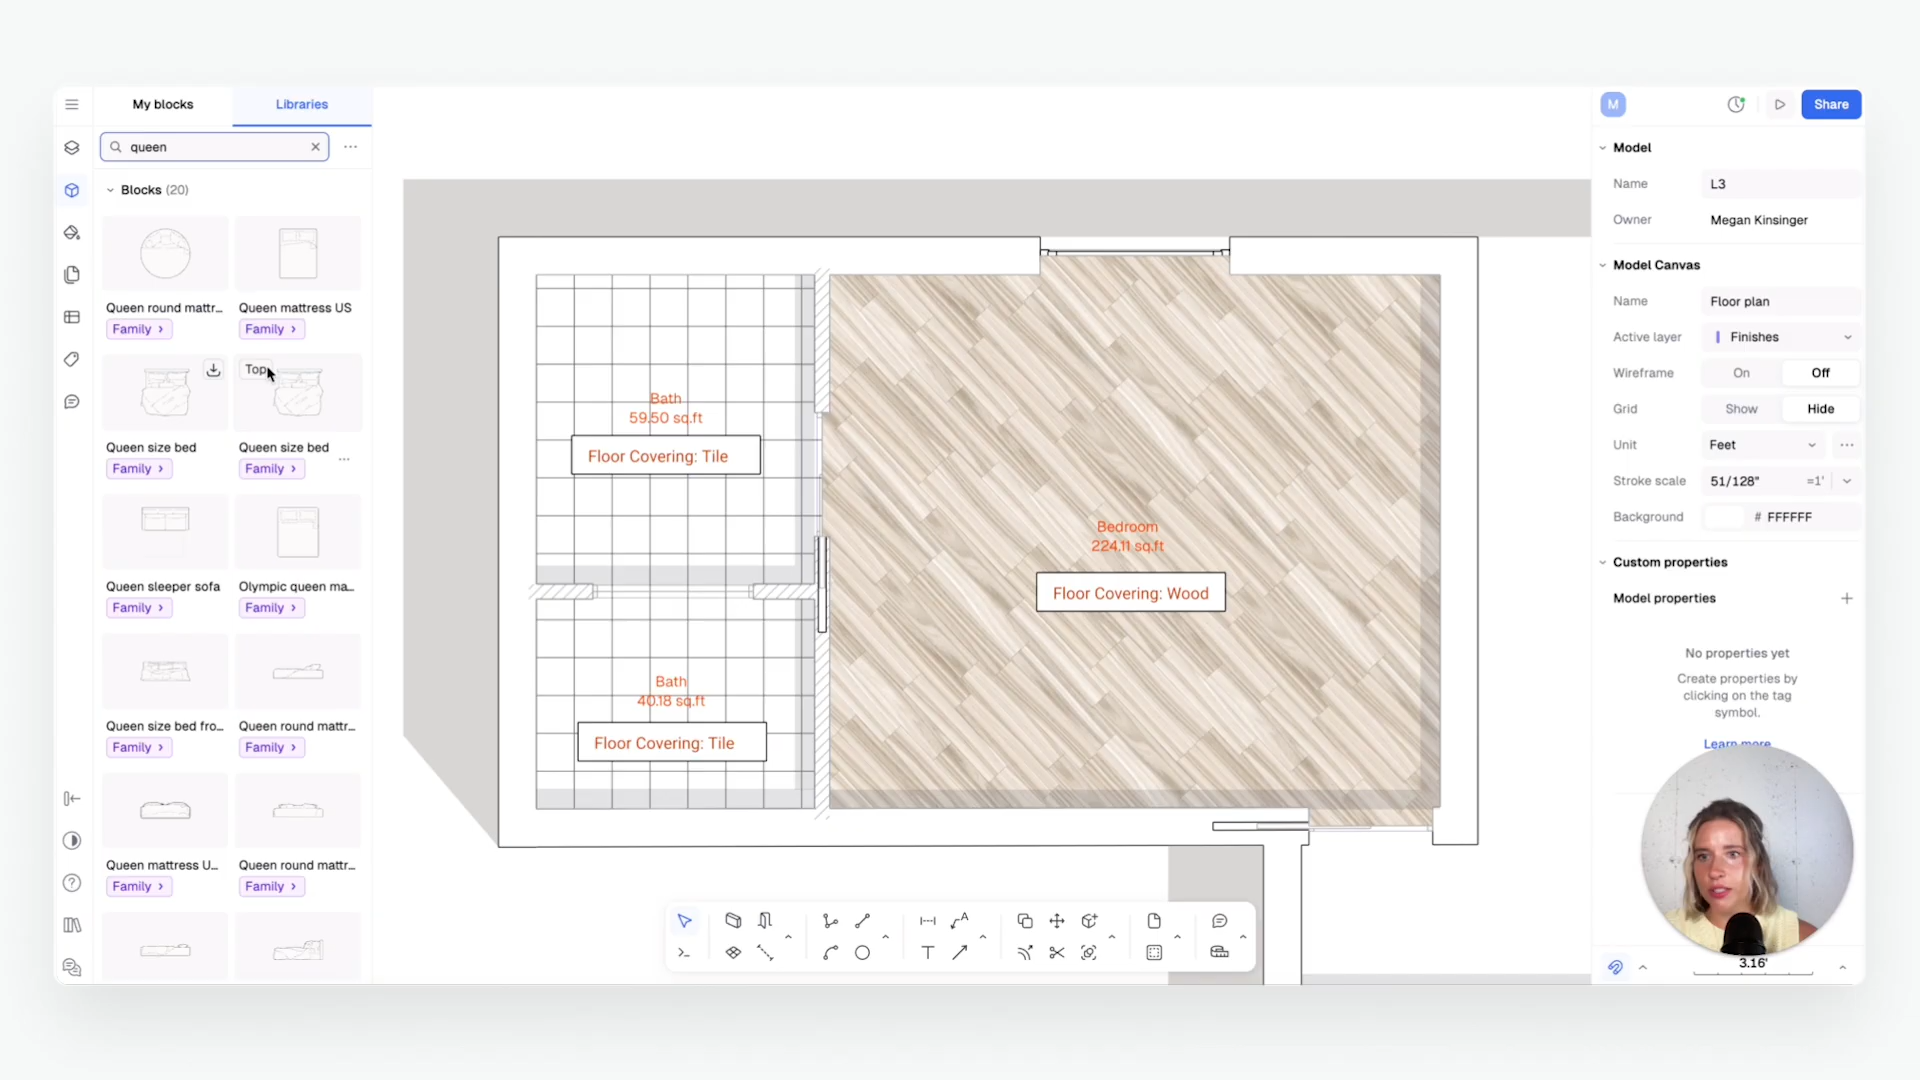 My blocks
Libraries
M
Share
queen
Blocks (20)
Queen round mattr...
Queen mattress US
Family
Family
Top
Queen size bed
Queen size bed
Family
Family
Queen sleeper sofa
Olympic queen ma...
Family
Family
Queen size bed fro...
Queen round mattr...
Family
Family
Queen mattress U...
Queen round mattr...
Family
Family
Bath
59.50 sq.ft
Floor Covering: Tile
Bedroom
224.11 sq.ft
Floor Covering: Wood
Bath
40.18 sq.ft
Floor Covering: Tile
Model
Name
L3
Owner
Megan Kinsinger
Model Canvas
Name
Floor plan
Active layer
Finishes
Wireframe
On
Off
Grid
Show
Hide
Unit
Feet
Stroke scale
51/128"
=1'
Background
# FFFFFF
Custom properties
Model properties
No properties yet
Create properties by
clicking on the tag
symbol.
Learn more
3.16'